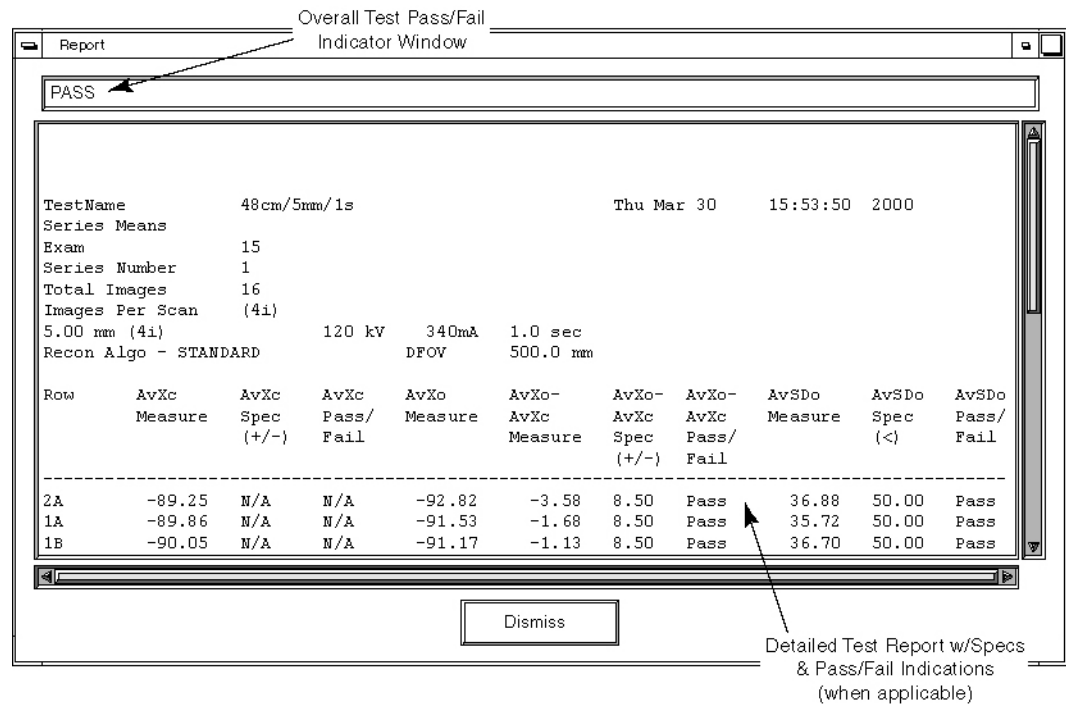 Overall Test Pass/Fail
Indicator Window
Report
PASS
TestName 48cm/5mm/1s Thu Mar 30 15:53:50 2000
Series Means
Exam 15
Series Number 1
Total Images 16
Images Per Scan (4i)
5.00 mm (4i) 120 kV 340mA 1.0 sec
Recon Algo - STANDARD DFOV 500.0 mm
Row AvXc AvXc AvXc AvXo AvXo- AvXo- AvXo- AvSDo AvSDo AvSDo
Measure Spec Pass/ Measure AvXc AvXc AvXc Measure Spec Pass/
(+/-) Fail Measure Spec Pass/ (<) Fail
(+/-) Fail
2A -89.25 N/A N/A -92.82 -3.58 8.50 Pass 36.88 50.00 Pass
1A -89.86 N/A N/A -91.53 -1.68 8.50 Pass 35.72 50.00 Pass
1B -90.05 N/A N/A -91.17 -1.13 8.50 Pass 36.70 50.00 Pass
Dismiss
Detailed Test Report w/Specs
& Pass/Fail Indications
(when applicable)